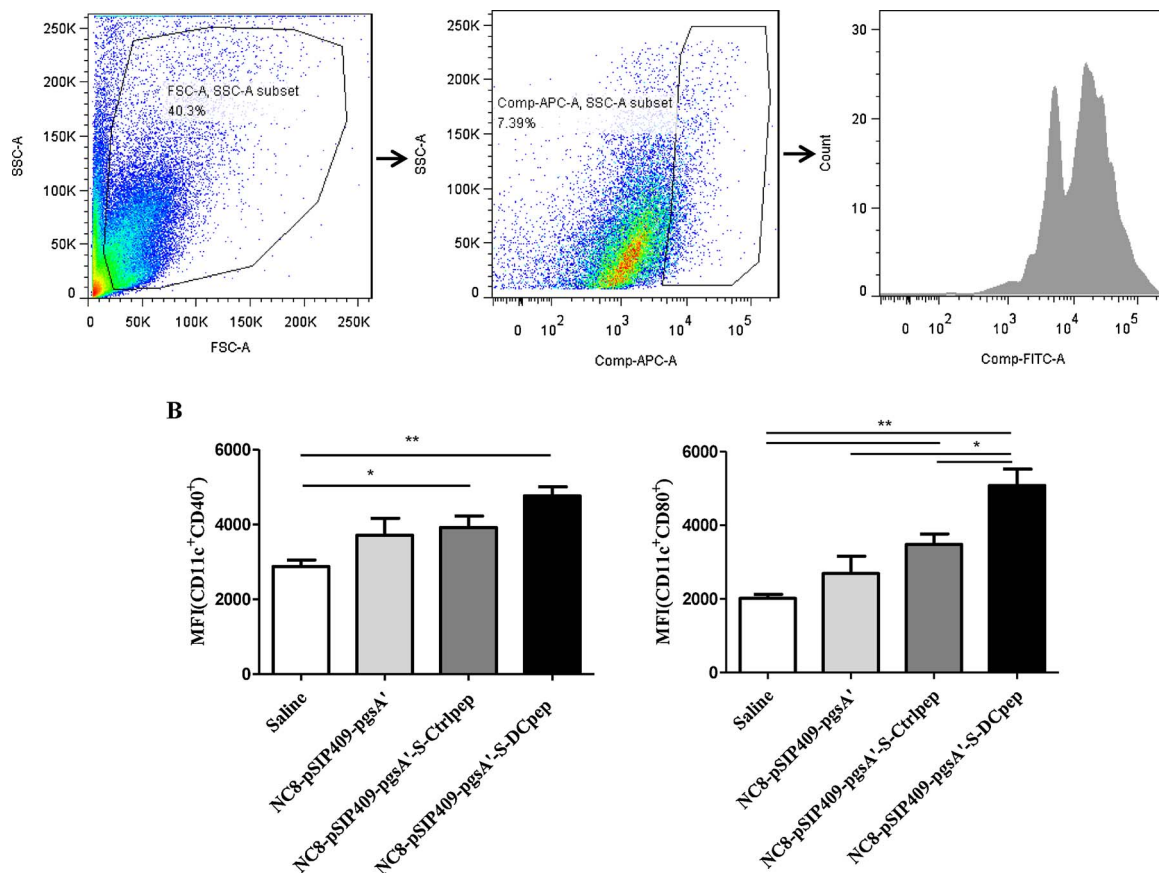 250K
200K
150K
100K
50K
0
SSC-A
FSC-A, SSC-A subset
40.3%
0 50K 100K 150K 200K 250K
FSC-A
250K
200K
150K
100K
50K
0
SSC-A
Comp-APC-A, SSC-A subset
7.39%
0 10^2 10^3 10^4 10^5
Comp-APC-A
30
20
10
0
Count
0 10^2 10^3 10^4 10^5
Comp-FITC-A
B
6000
4000
2000
0
MFI(CD11c+CD40+)
**
*
Saline
NC8-pSIP409-pgsA'
NC8-pSIP409-pgsA'-S-Ctrlpep
NC8-pSIP409-pgsA'-S-DCpep
6000
4000
2000
0
MFI(CD11c+CD80+)
**
*
Saline
NC8-pSIP409-pgsA'
NC8-pSIP409-pgsA'-S-Ctrlpep
NC8-pSIP409-pgsA'-S-DCpep